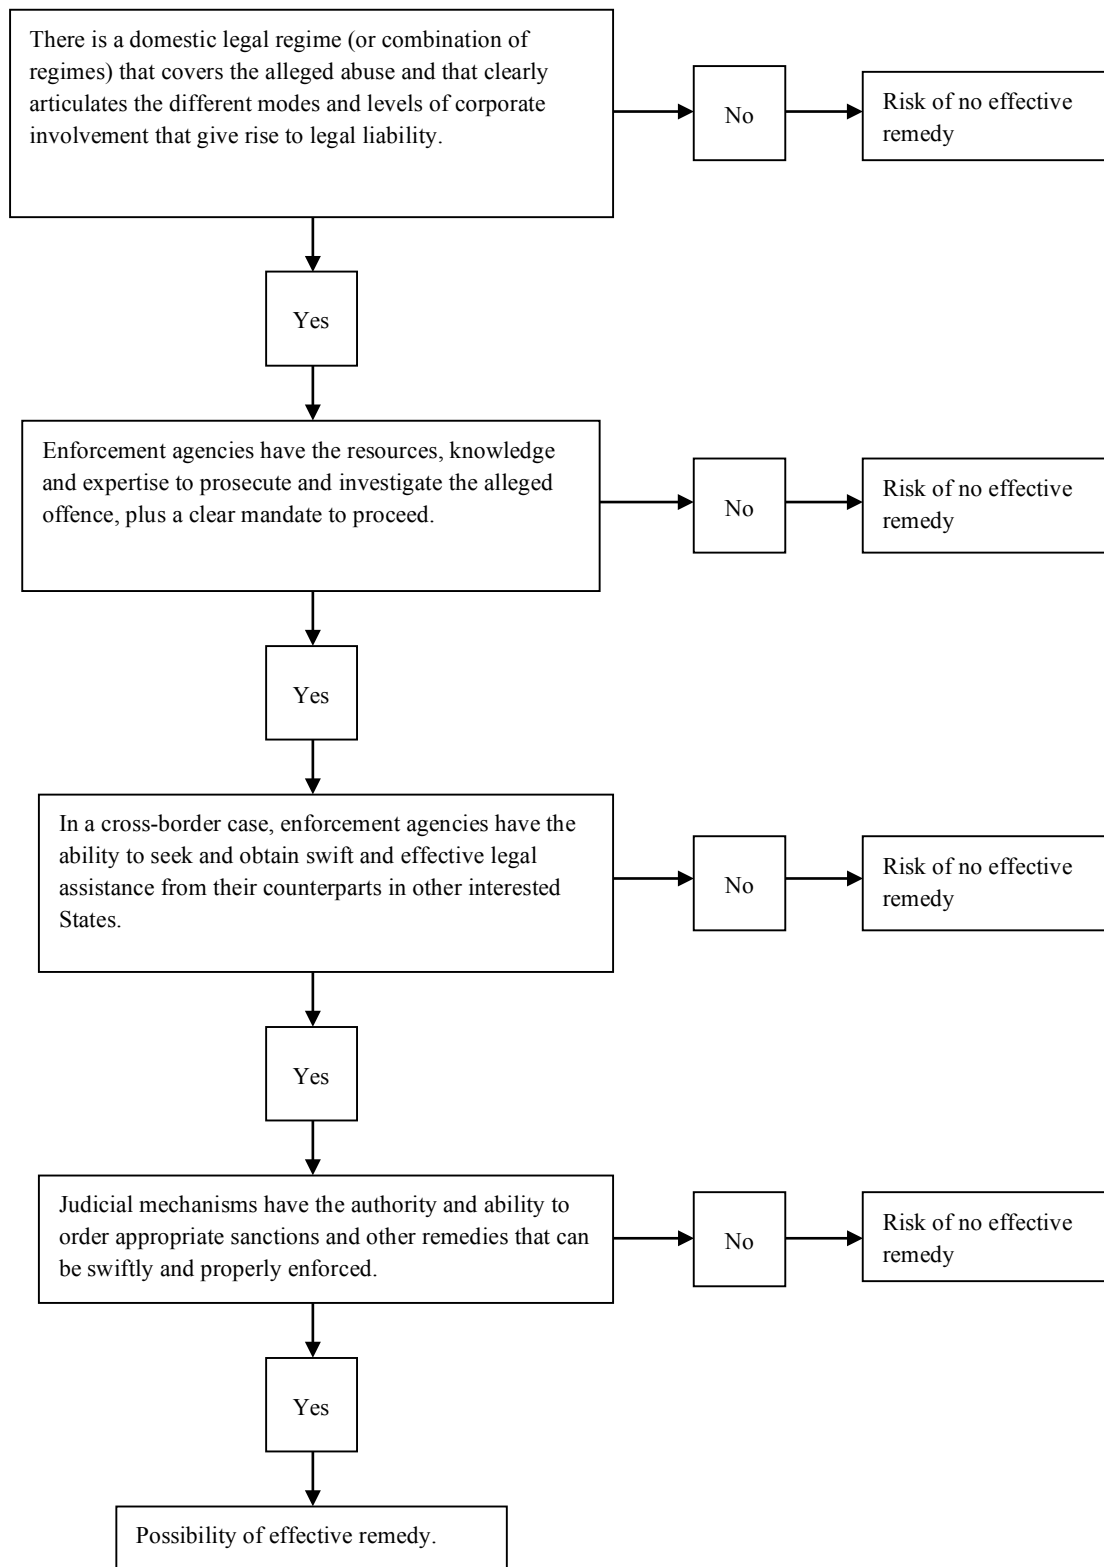 There is a domestic legal regime (or combination of
regimes) that covers the alleged abuse and that clearly
articulates the different modes and levels of corporate
involvement that give rise to legal liability.
No
Risk of no effective
remedy
Yes
Enforcement agencies have the resources, knowledge
and expertise to prosecute and investigate the alleged
offence, plus a clear mandate to proceed.
No
Risk of no effective
remedy
Yes
In a cross-border case, enforcement agencies have the
ability to seek and obtain swift and effective legal
assistance from their counterparts in other interested
States.
No
Risk of no effective
remedy
Yes
Judicial mechanisms have the authority and ability to
order appropriate sanctions and other remedies that can
be swiftly and properly enforced.
No
Risk of no effective
remedy
Yes
Possibility of effective remedy.